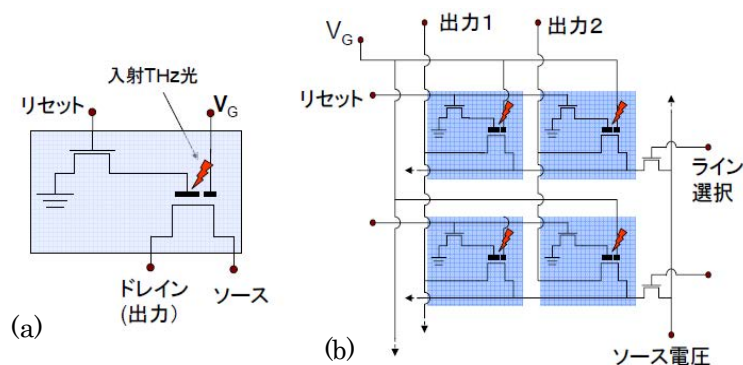 入射THz光
リセット
VG
ドレイン
(出力)
ソース
(a)
VG
出力1
出力2
リセット
ライン
選択
ソース電圧
(b)